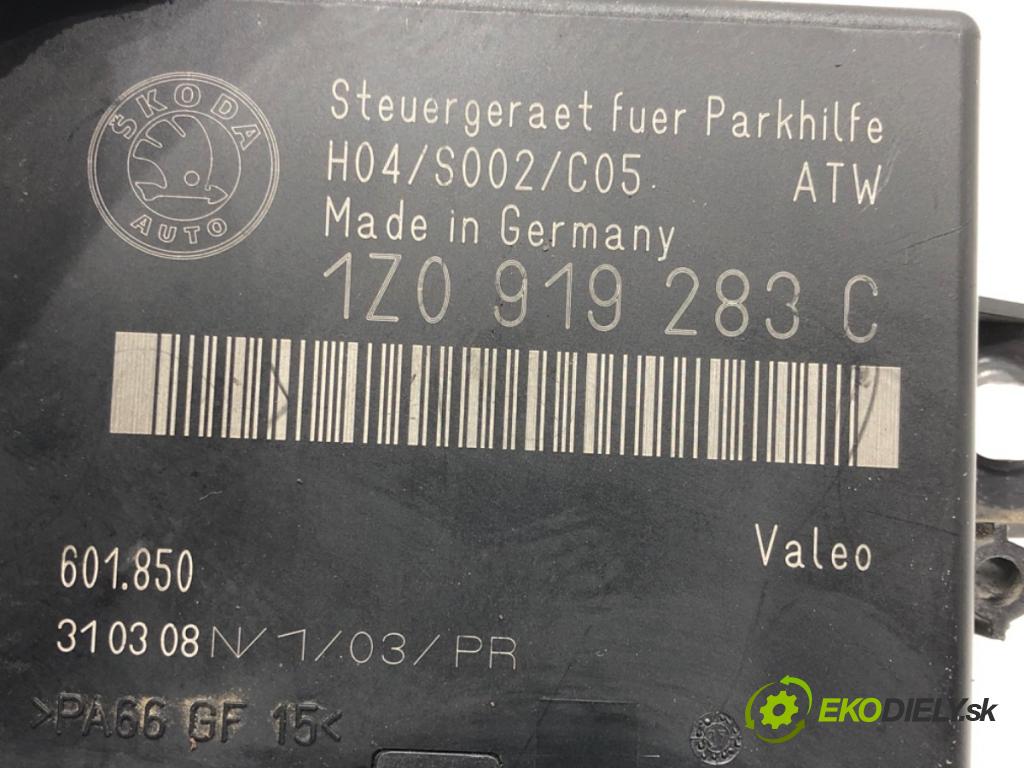 ŠKODA
AUTO
Steuergeraet fuer Parkhilfe
H04/S002/C05 ATW
Made in Germany
1Z0 919 283 C
Valeo
601.850
310308 N/1/03/PR
>PA66 GF 15<
EKODIELY.sk